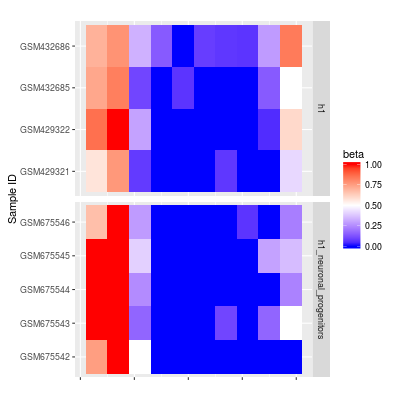 GSM432686
GSM432685
GSM429322
GSM429321
h1
GSM675546
GSM675545
GSM675544
GSM675543
GSM675542
h1_neuronal_progenitors
Sample ID
beta
1.00
0.75
0.50
0.25
0.00